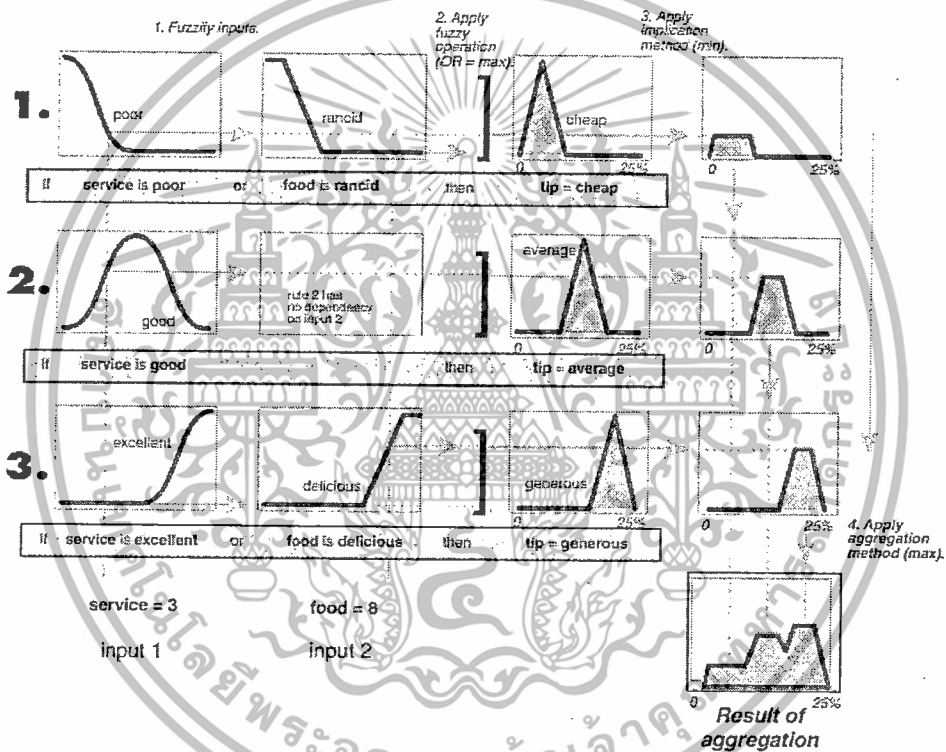 1. Fuzzify inputs.
2. Apply
fuzzy
operation
(OR = max).
3. Apply
implication
method (min).
1.
poor
rancid
cheap
0
25%
0
25%
If service is poor or food is rancid then tip = cheap
2.
good
rule 2 has
no dependency
on input 2
average
0
25%
0
25%
If service is good then tip = average
3.
excellent
delicious
generous
0
25%
0
25%
If service is excellent or food is delicious then tip = generous
4. Apply
aggregation
method (max).
service = 3
food = 8
input 1
input 2
0
25%
Result of
aggregation